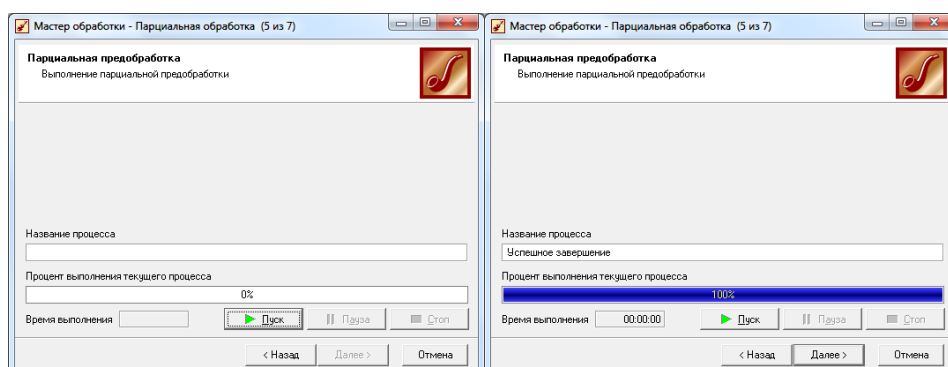 Мастер обработки - Парциальная обработка (5 из 7)
Парциальная предобработка
Выполнение парциальной предобработки
Название процесса
Процент выполнения текущего процесса
0%
Время выполнения
Пуск
Пауза
Стоп
< Назад
Далее >
Отмена
Мастер обработки - Парциальная обработка (5 из 7)
Парциальная предобработка
Выполнение парциальной предобработки
Название процесса
Успешное завершение
Процент выполнения текущего процесса
100%
Время выполнения 00:00:00
Пуск
Пауза
Стоп
< Назад
Далее >
Отмена